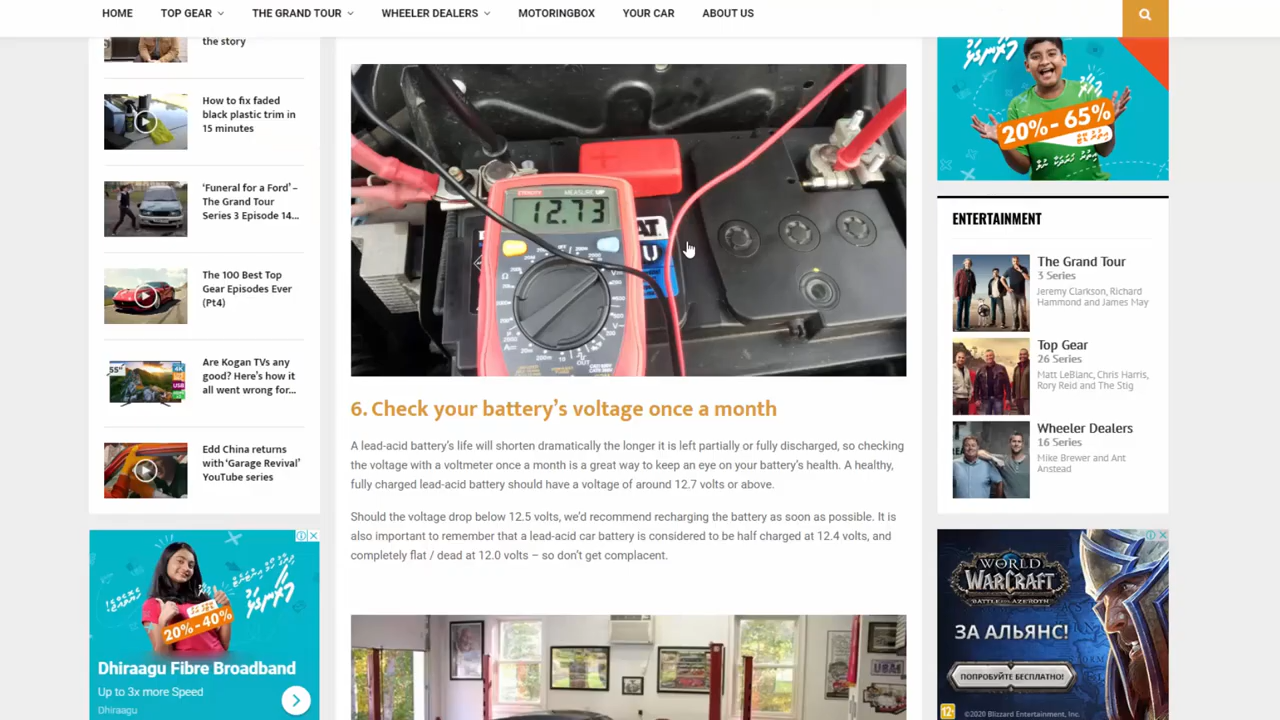 HOME
TOP GEAR
THE GRAND TOUR
WHEELER DEALERS
MOTORINGBOX
YOUR CAR
ABOUT US
the story
How to fix faded
black plastic trim in
15 minutes
‘Funeral for a Ford’ –
The Grand Tour
Series 3 Episode 14...
The 100 Best Top
Gear Episodes Ever
(Pt4)
55"
4K
USB
Are Kogan TVs any
good? Here’s how it
all went wrong for...
Edd China returns
with ‘Garage Revival’
YouTube series
20% - 40%
Dhiraagu Fibre Broadband
Up to 3x more Speed
Dhiraagu
MEASURE
12.73
6. Check your battery’s voltage once a month
A lead-acid battery’s life will shorten dramatically the longer it is left partially or fully discharged, so checking
the voltage with a voltmeter once a month is a great way to keep an eye on your battery’s health. A healthy,
fully charged lead-acid battery should have a voltage of around 12.7 volts or above.
Should the voltage drop below 12.5 volts, we’d recommend recharging the battery as soon as possible. It is
also important to remember that a lead-acid car battery is considered to be half charged at 12.4 volts, and
completely flat / dead at 12.0 volts – so don’t get complacent.
20% - 65%
ENTERTAINMENT
The Grand Tour
3 Series
Jeremy Clarkson, Richard
Hammond and James May
Top Gear
26 Series
Matt LeBlanc, Chris Harris,
Rory Reid and The Stig
Wheeler Dealers
16 Series
Mike Brewer and Ant
Anstead
WORLD
WARCRAFT
BATTLE FOR AZEROTH
ЗА АЛЬЯНС!
ПОПРОБУЙТЕ БЕСПЛАТНО!
12+
©2020 Blizzard Entertainment, Inc.